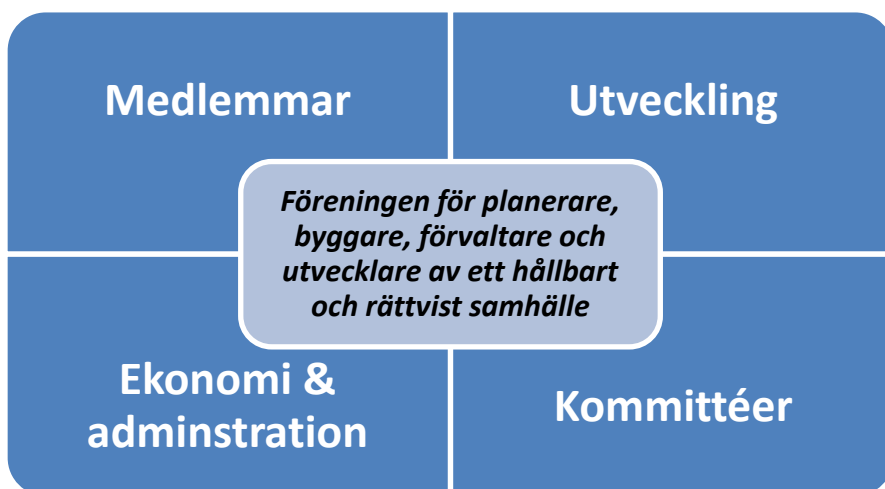 Medlemmar
Utveckling
Föreningen för planerare,
byggare, förvaltare och
utvecklare av ett hållbart
och rättvist samhälle
Ekonomi &
adminstration
Kommittéer